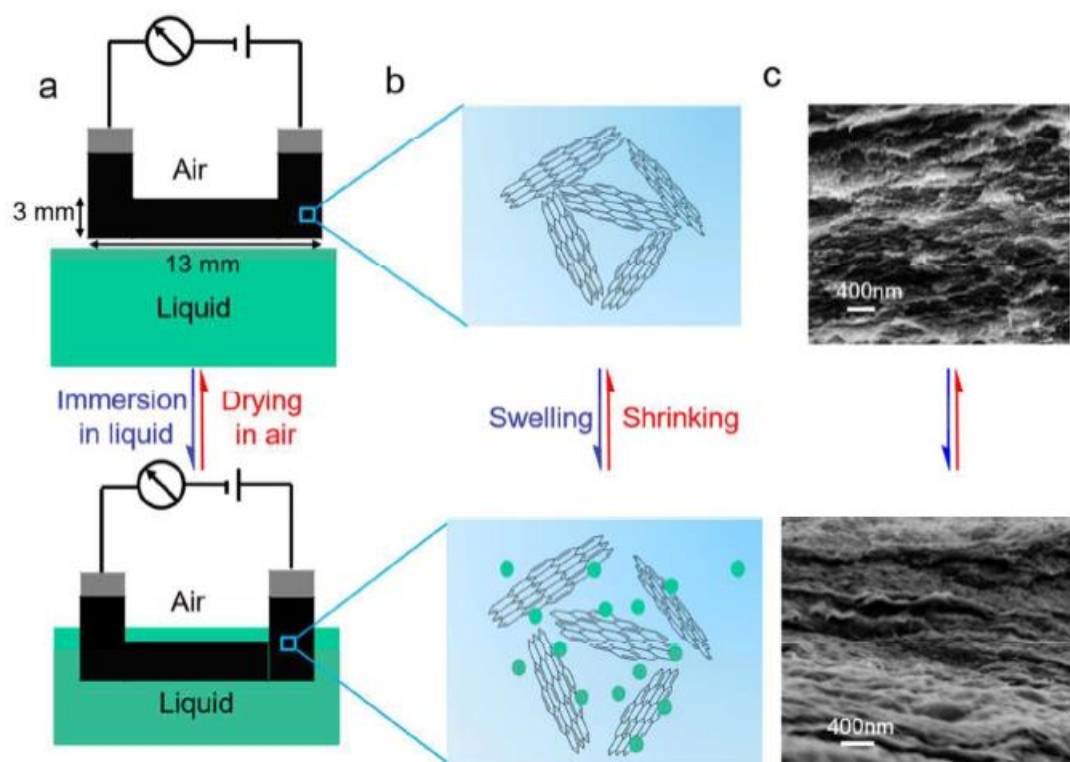 a
b
c
Air
3 mm
13 mm
Liquid
400nm
Immersion
in liquid
Drying
in air
Swelling
Shrinking
Air
Liquid
400nm